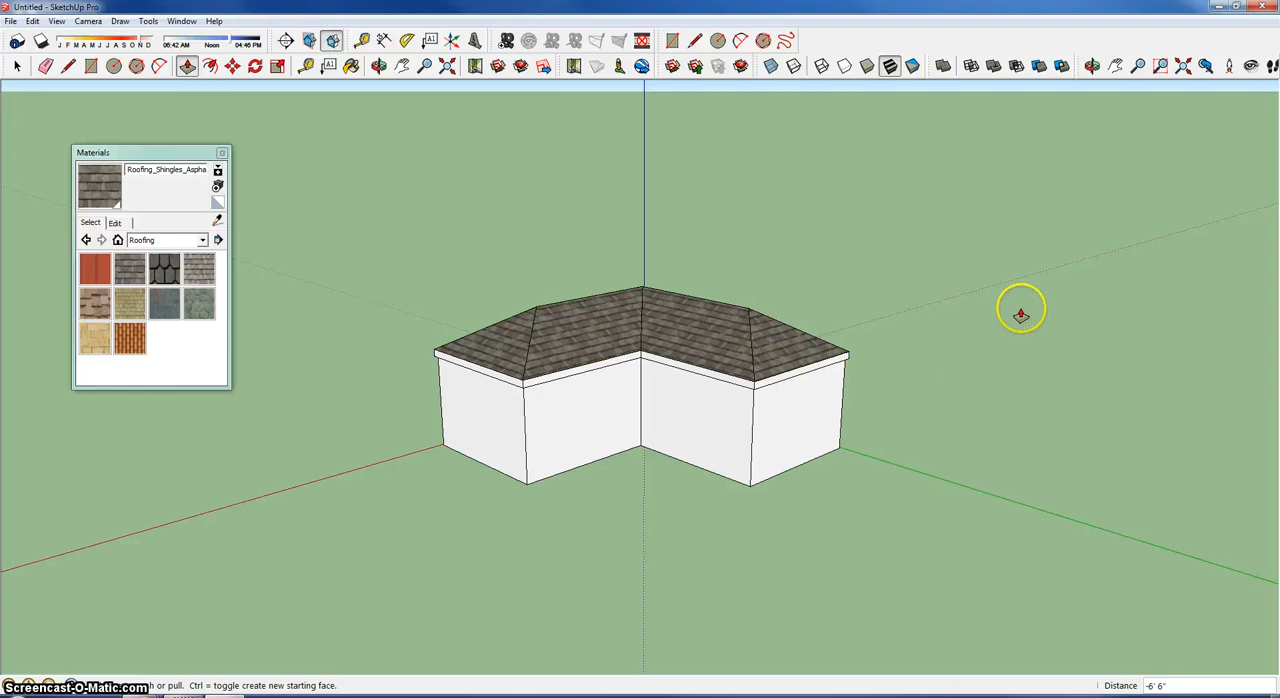 Untitled - SketchUp Pro
File Edit View Camera Draw Tools Window Help
J F M A M J J A S O N D
06:42 AM Noon 04:46 PM
Materials
Roofing_Shingles_Aspha
Select Edit
Roofing
Screencast-O-Matic.com
h or pull. Ctrl = toggle create new starting face.
Distance -6' 6"